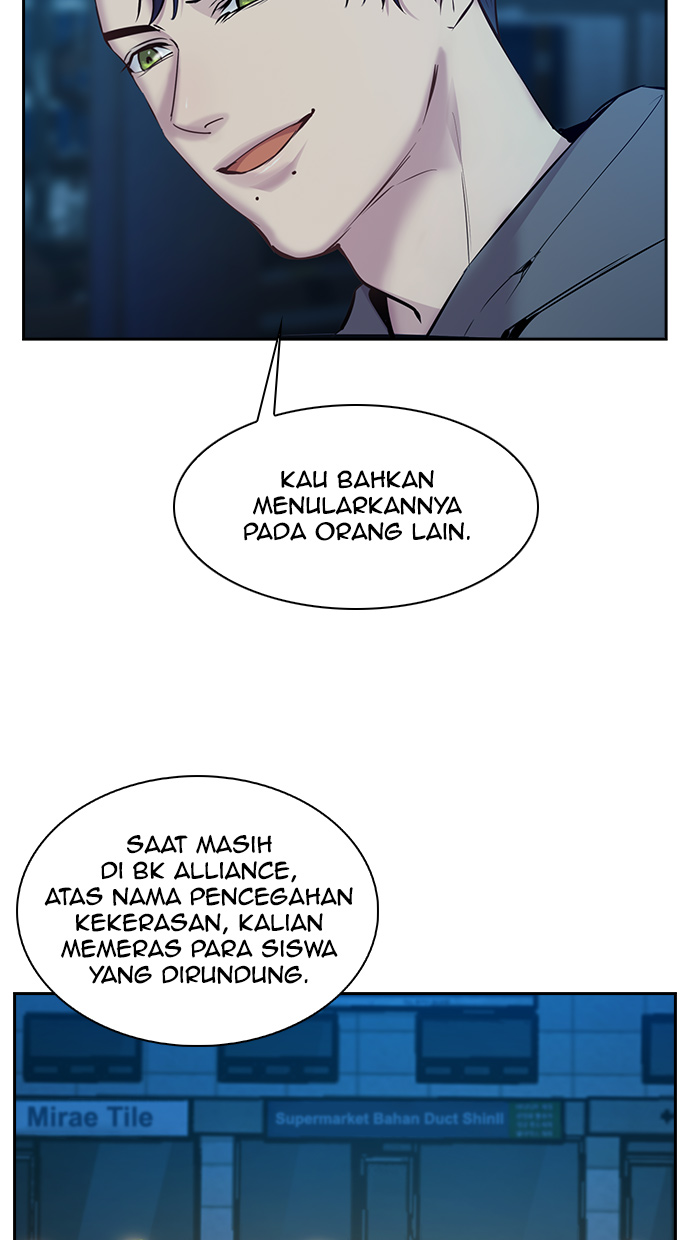 KAU BAHKAN
MENULARKANNYA
PADA ORANG LAIN.
SAAT MASIH
DI BK ALLIANCE,
ATAS NAMA PENCEGAHAN
KEKERASAN, KALIAN
MEMERAS PARA SISWA
YANG DIRUNDUNG.
Mirae Tile
Supermarket Bahan Duct Shinil